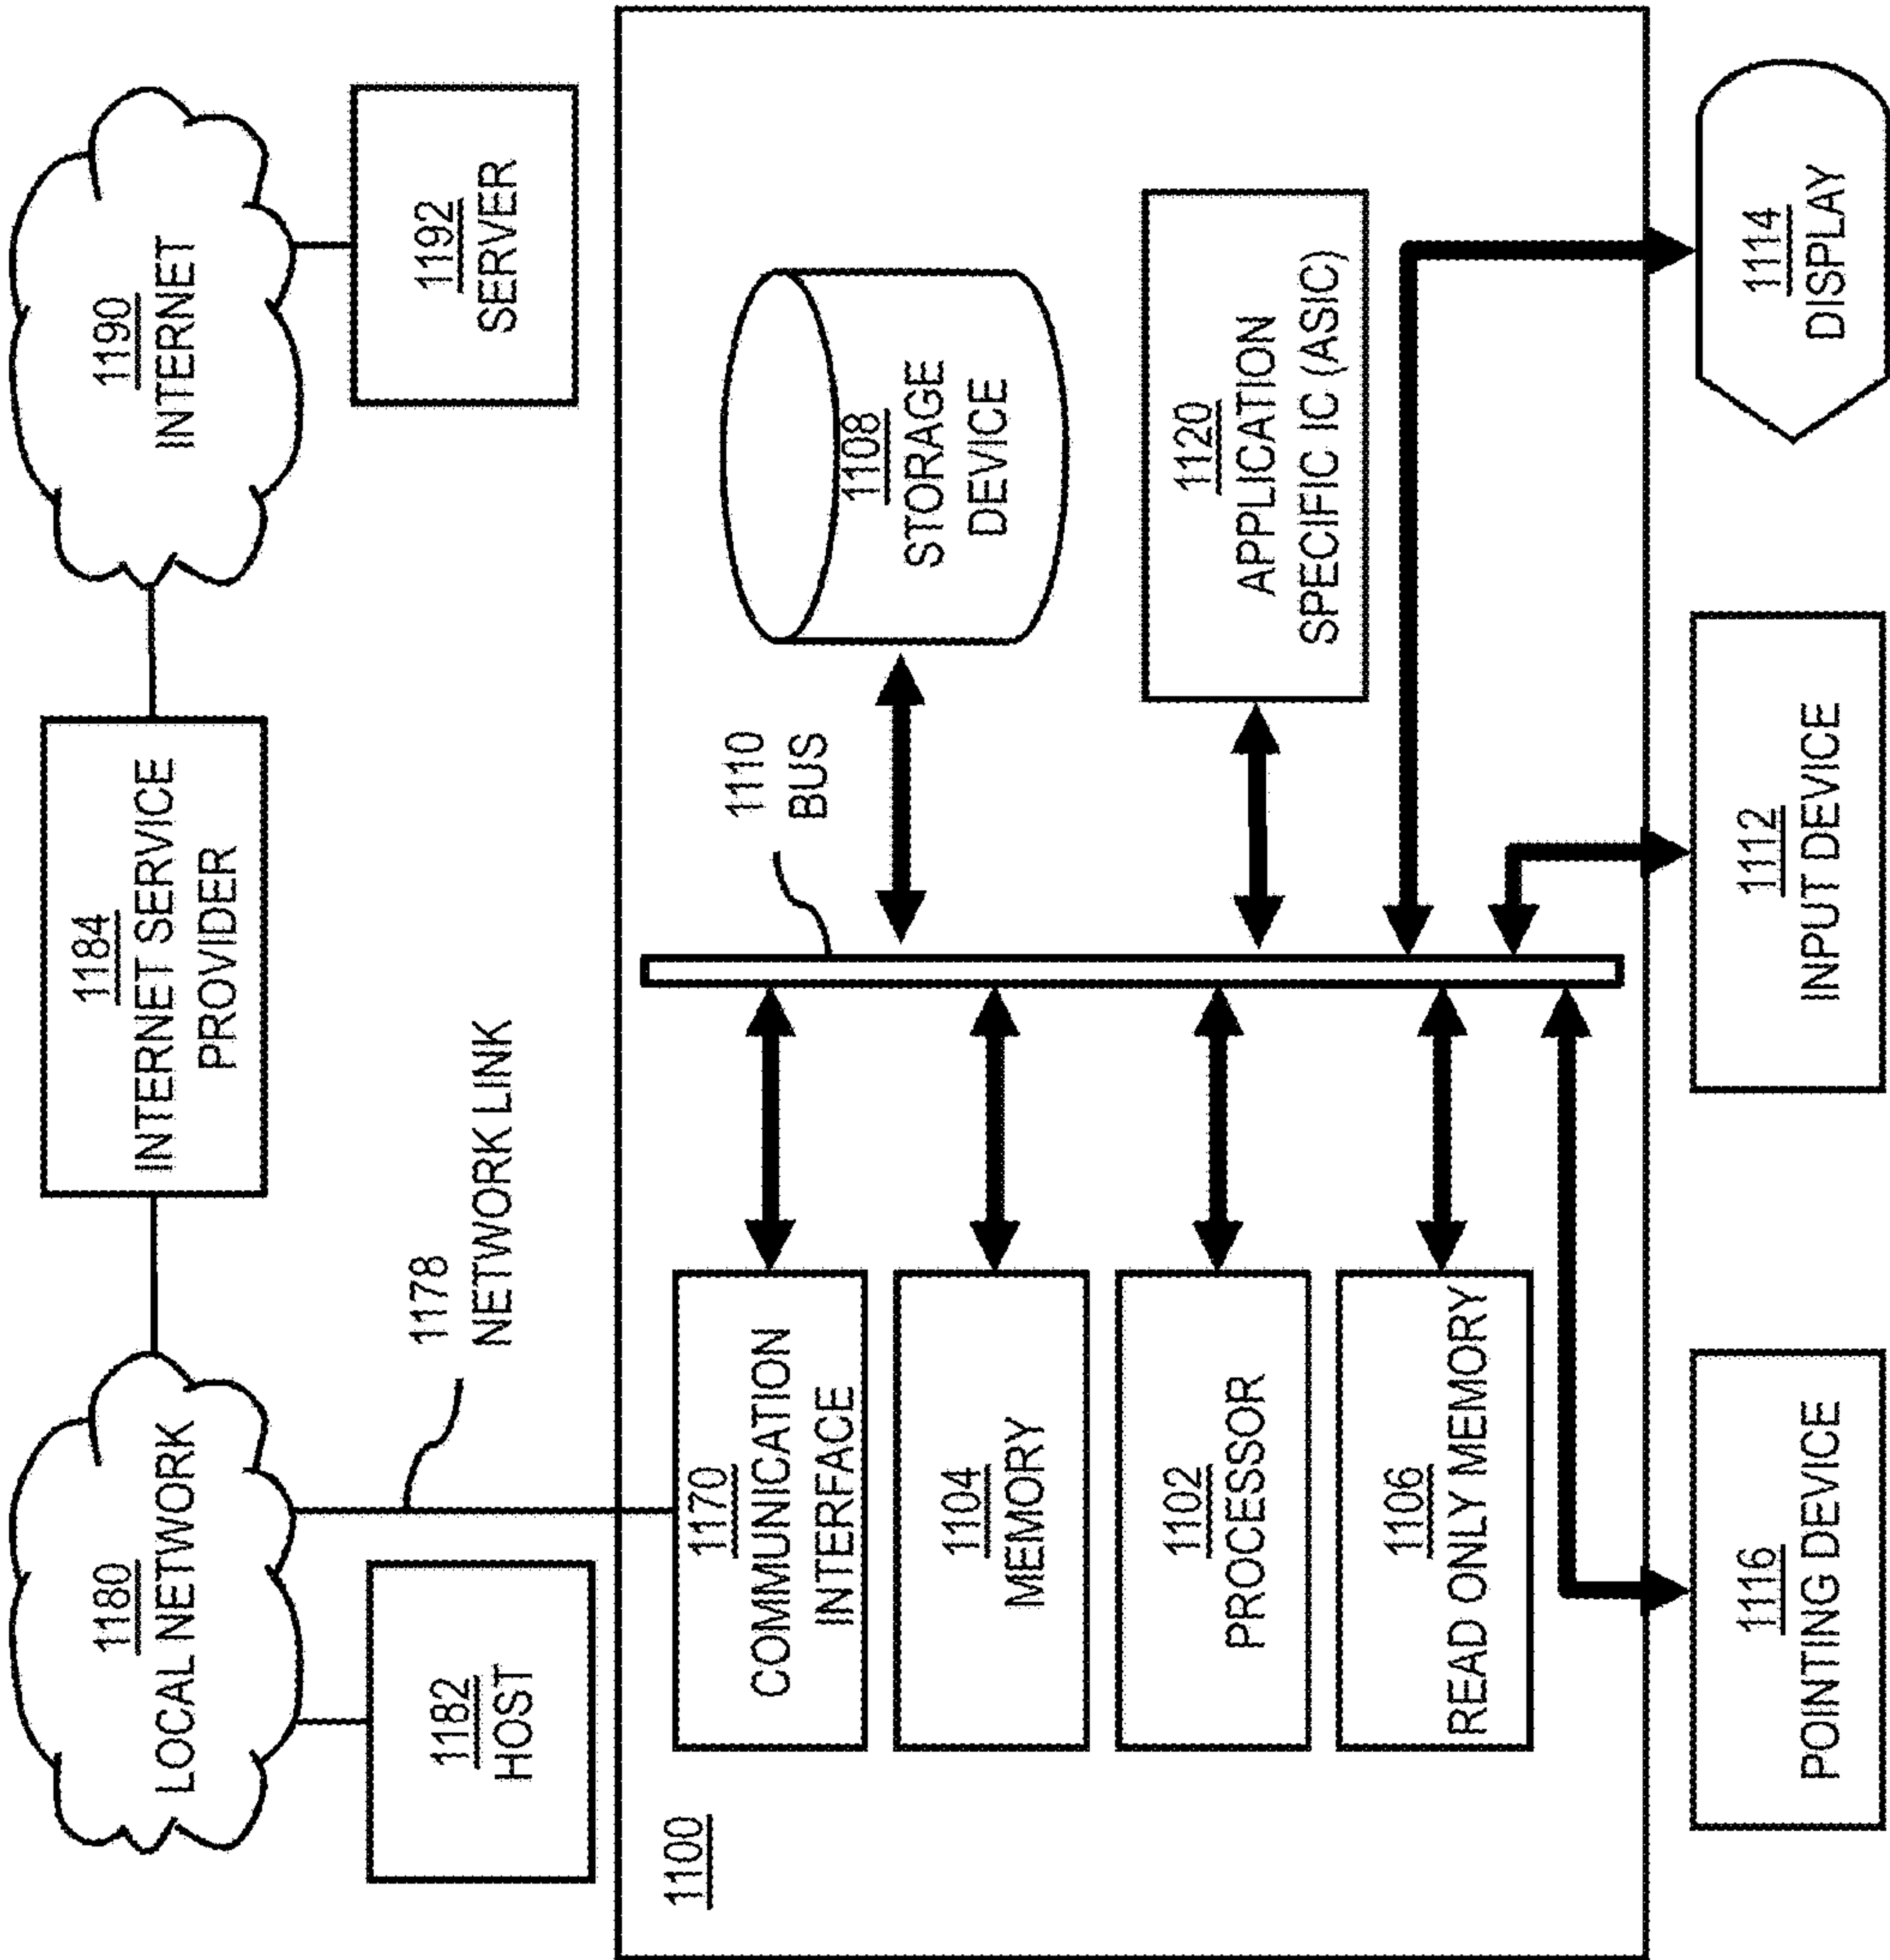 1180
LOCAL NETWORK
1184
INTERNET SERVICE
PROVIDER
1190
INTERNET
1182
HOST
1178
NETWORK LINK
1192
SERVER
1100
1170
COMMUNICATION
INTERFACE
1110
BUS
1108
STORAGE
DEVICE
1104
MEMORY
1102
PROCESSOR
1120
APPLICATION
SPECIFIC IC (ASIC)
1106
READ ONLY MEMORY
1116
POINTING DEVICE
1112
INPUT DEVICE
1114
DISPLAY